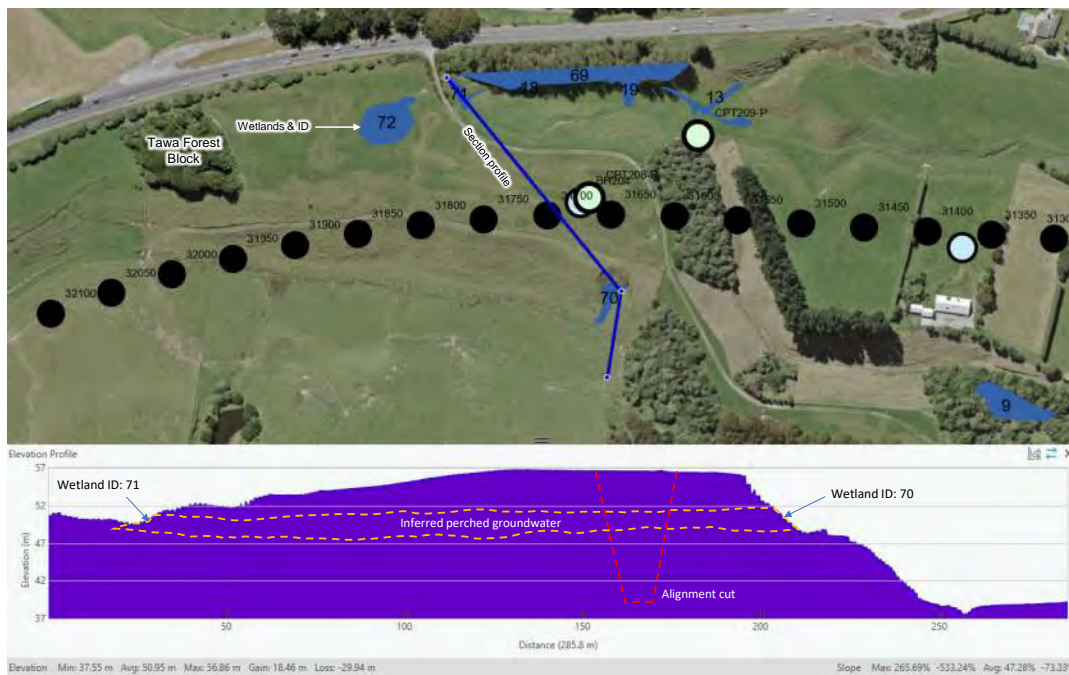 69
71
18
19
13
CPT209-P
72
Wetlands & ID
Section profile
Tawa Forest
Block
31650
31750
31800
31850
31900
31950
32000
32050
32100
31500
31450
31400
31350
70
9
Elevation Profile
57
52
47
42
37
Elevation (m)
Wetland ID: 71
Wetland ID: 70
Inferred perched groundwater
Alignment cut
50
100
150
200
250
Distance (285.8 m)
Elevation Min: 37.55 m Avg: 50.95 m Max: 56.86 m Gain: 18.46 m Loss: -29.94 m
Slope Max: 265.69% -533.24% Avg: 47.28% -73.33%